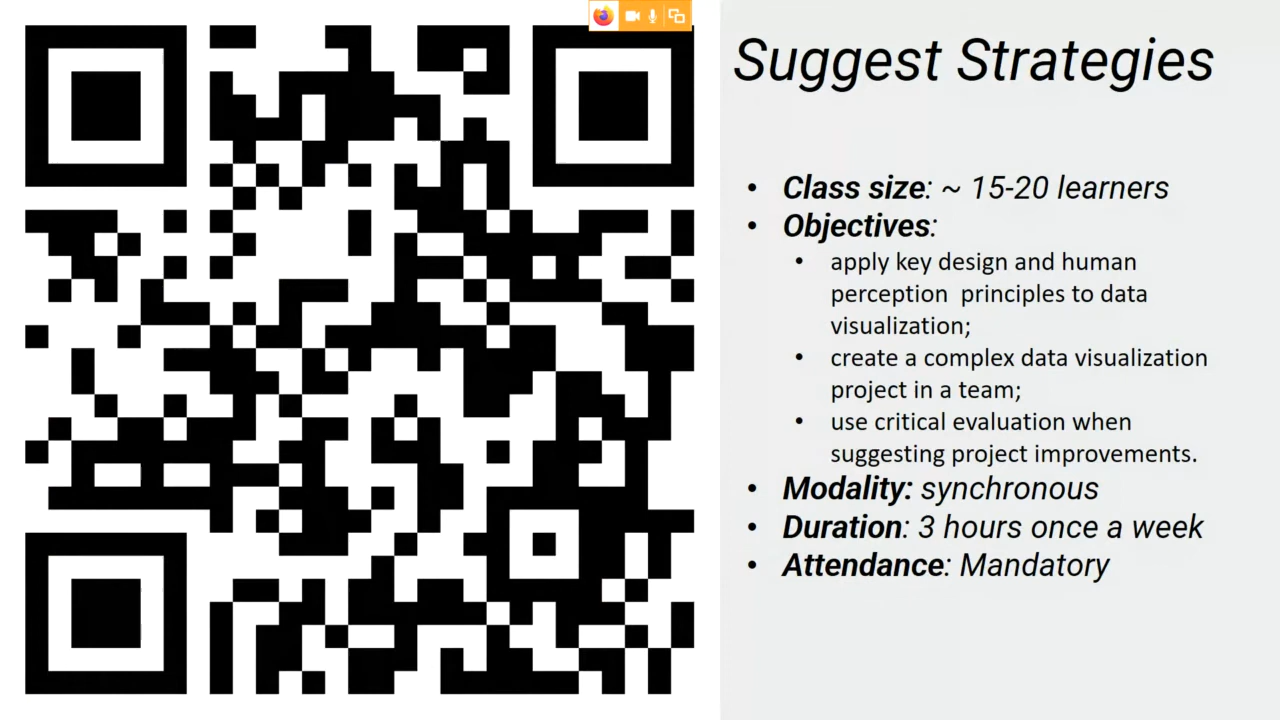 Suggest Strategies
• Class size: ~ 15-20 learners
• Objectives:
• apply key design and human
perception principles to data
visualization;
• create a complex data visualization
project in a team;
• use critical evaluation when
suggesting project improvements.
• Modality: synchronous
• Duration: 3 hours once a week
• Attendance: Mandatory